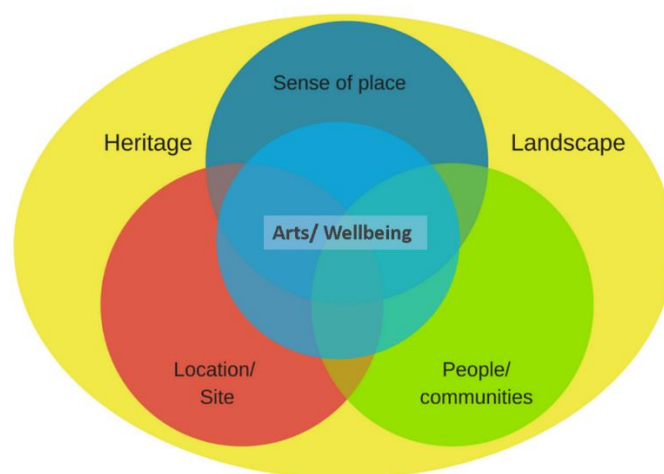 Sense of place
Heritage
Landscape
Arts/ Wellbeing
Location/
Site
People/
communities